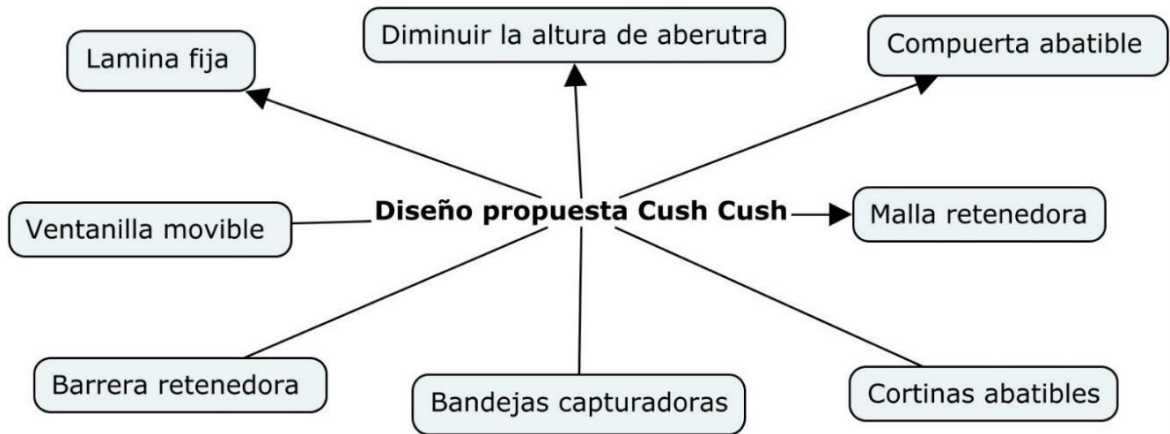 Lamina fija
Diminuir la altura de aberutra
Compuerta abatible
Ventanilla movible
Diseño propuesta Cush Cush
Malla retenedora
Barrera retenedora
Bandejas capturadoras
Cortinas abatibles